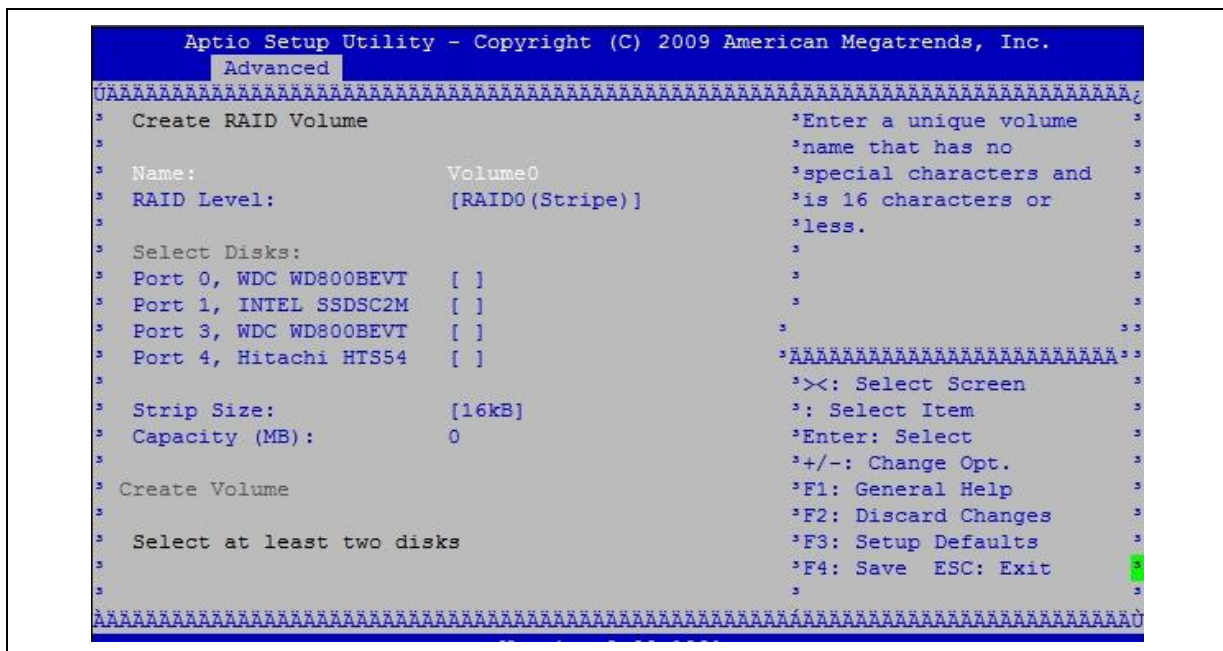 Aptio Setup Utility - Copyright (C) 2009 American Megatrends, Inc.
Advanced
Create RAID Volume
Name: Volume0
RAID Level: [RAID0(Stripe)]
Select Disks:
Port 0, WDC WD800BEVT [ ]
Port 1, INTEL SSDSC2M [ ]
Port 3, WDC WD800BEVT [ ]
Port 4, Hitachi HTS54 [ ]
Strip Size: [16kB]
Capacity (MB): 0
Create Volume
Select at least two disks
Enter a unique volume
name that has no
special characters and
is 16 characters or
less.
><: Select Screen
: Select Item
Enter: Select
+/-: Change Opt.
F1: General Help
F2: Discard Changes
F3: Setup Defaults
F4: Save ESC: Exit